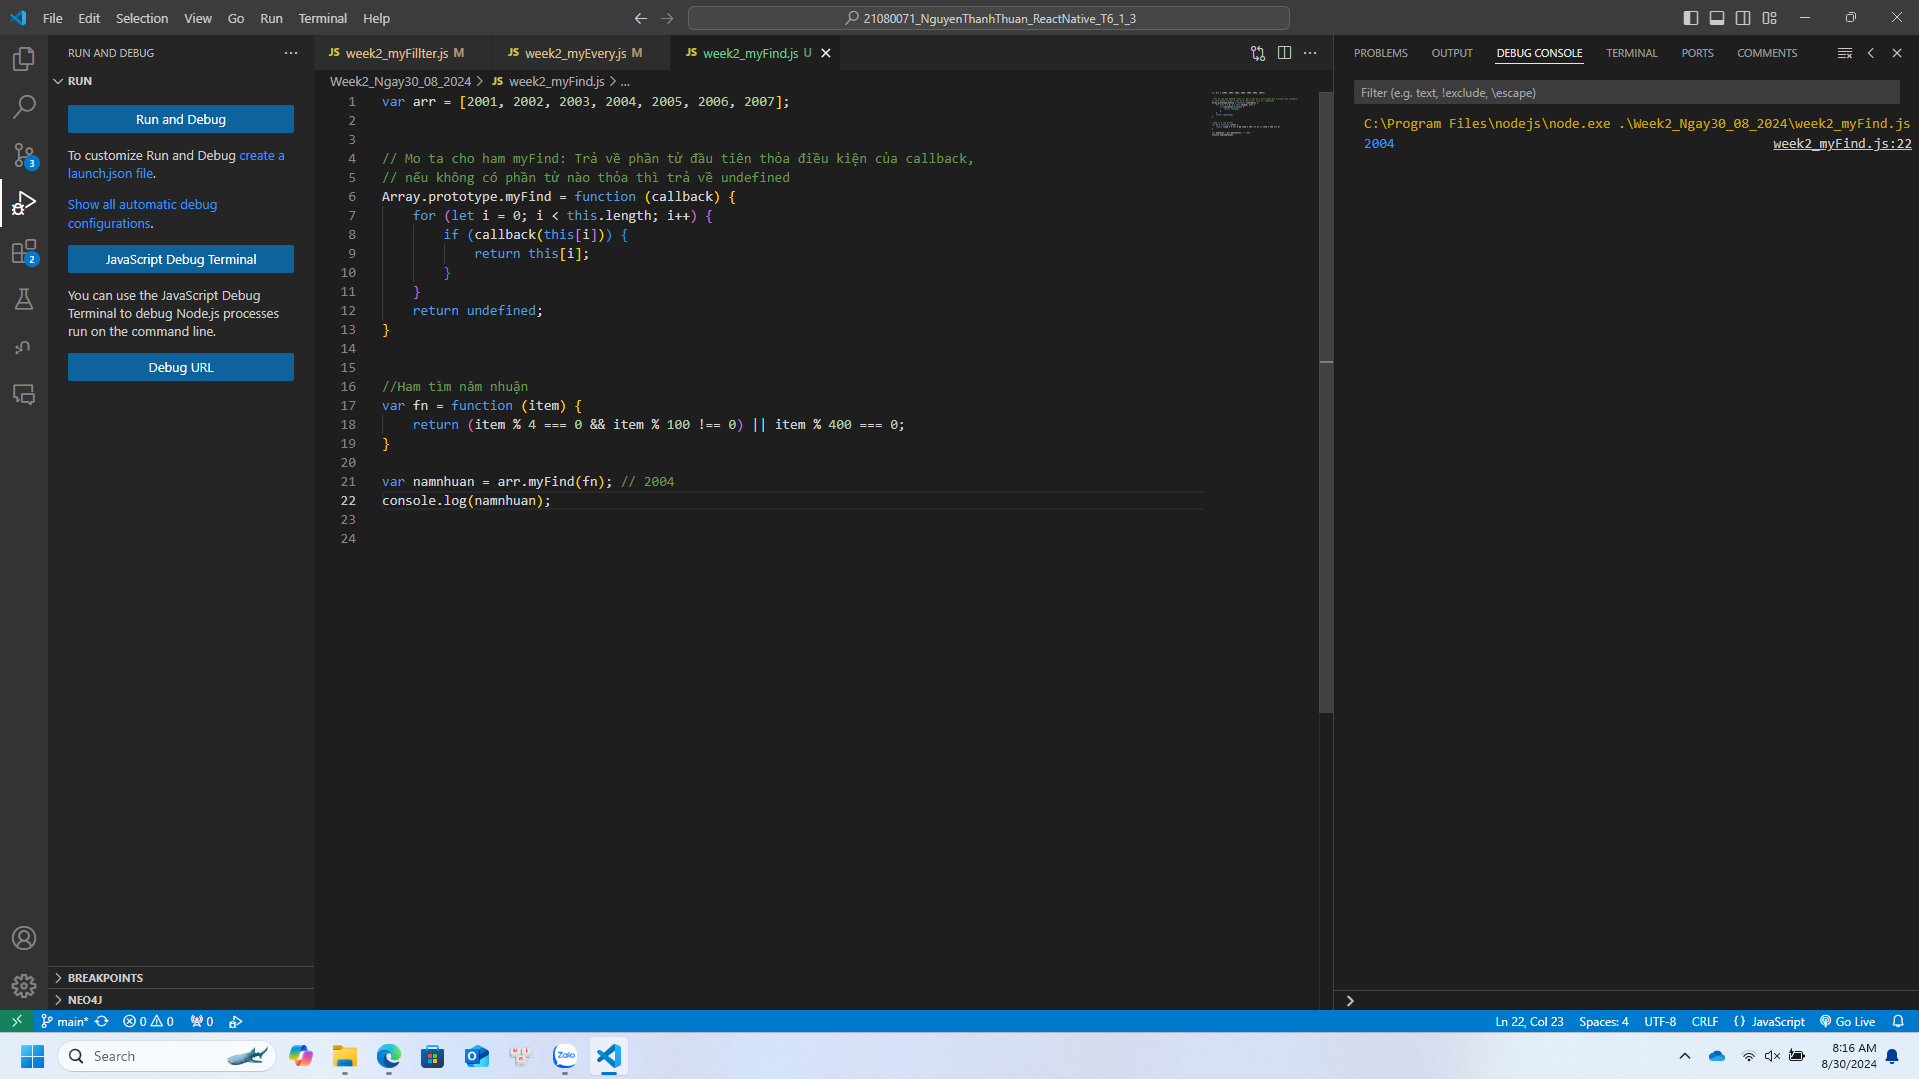 File Edit Selection View Go Run Terminal Help
21080071_NguyenThanhThuan_ReactNative_T6_1_3
RUN AND DEBUG
RUN
Run and Debug
To customize Run and Debug create a
launch.json file.
Show all automatic debug
configurations.
JavaScript Debug Terminal
You can use the JavaScript Debug
Terminal to debug Node.js processes
run on the command line.
Debug URL
BREAKPOINTS
NEO4J
3
2
JS week2_myFillter.js M
JS week2_myEvery.js M
JS week2_myFind.js U
Week2_Ngay30_08_2024 > JS week2_myFind.js > ...
1 var arr = [2001, 2002, 2003, 2004, 2005, 2006, 2007];
2
3
4 // Mo ta cho ham myFind: Trả về phần tử đầu tiên thỏa điều kiện của callback,
5 // nếu không có phần tử nào thỏa thì trả về undefined
6 Array.prototype.myFind = function (callback) {
7 for (let i = 0; i < this.length; i++) {
8 if (callback(this[i])) {
9 return this[i];
10 }
11 }
12 return undefined;
13 }
14
15
16 //Ham tìm năm nhuận
17 var fn = function (item) {
18 return (item % 4 === 0 && item % 100 !== 0) || item % 400 === 0;
19 }
20
21 var namnhuan = arr.myFind(fn); // 2004
22 console.log(namnhuan);
23
24
PROBLEMS OUTPUT DEBUG CONSOLE TERMINAL PORTS COMMENTS
Filter (e.g. text, !exclude, \escape)
C:\Program Files\nodejs\node.exe .\Week2_Ngay30_08_2024\week2_myFind.js
2004 week2_myFind.js:22
main* 0 0 0
Ln 22, Col 23 Spaces: 4 UTF-8 CRLF {} JavaScript Go Live
Search
Zalo
8:16 AM
8/30/2024